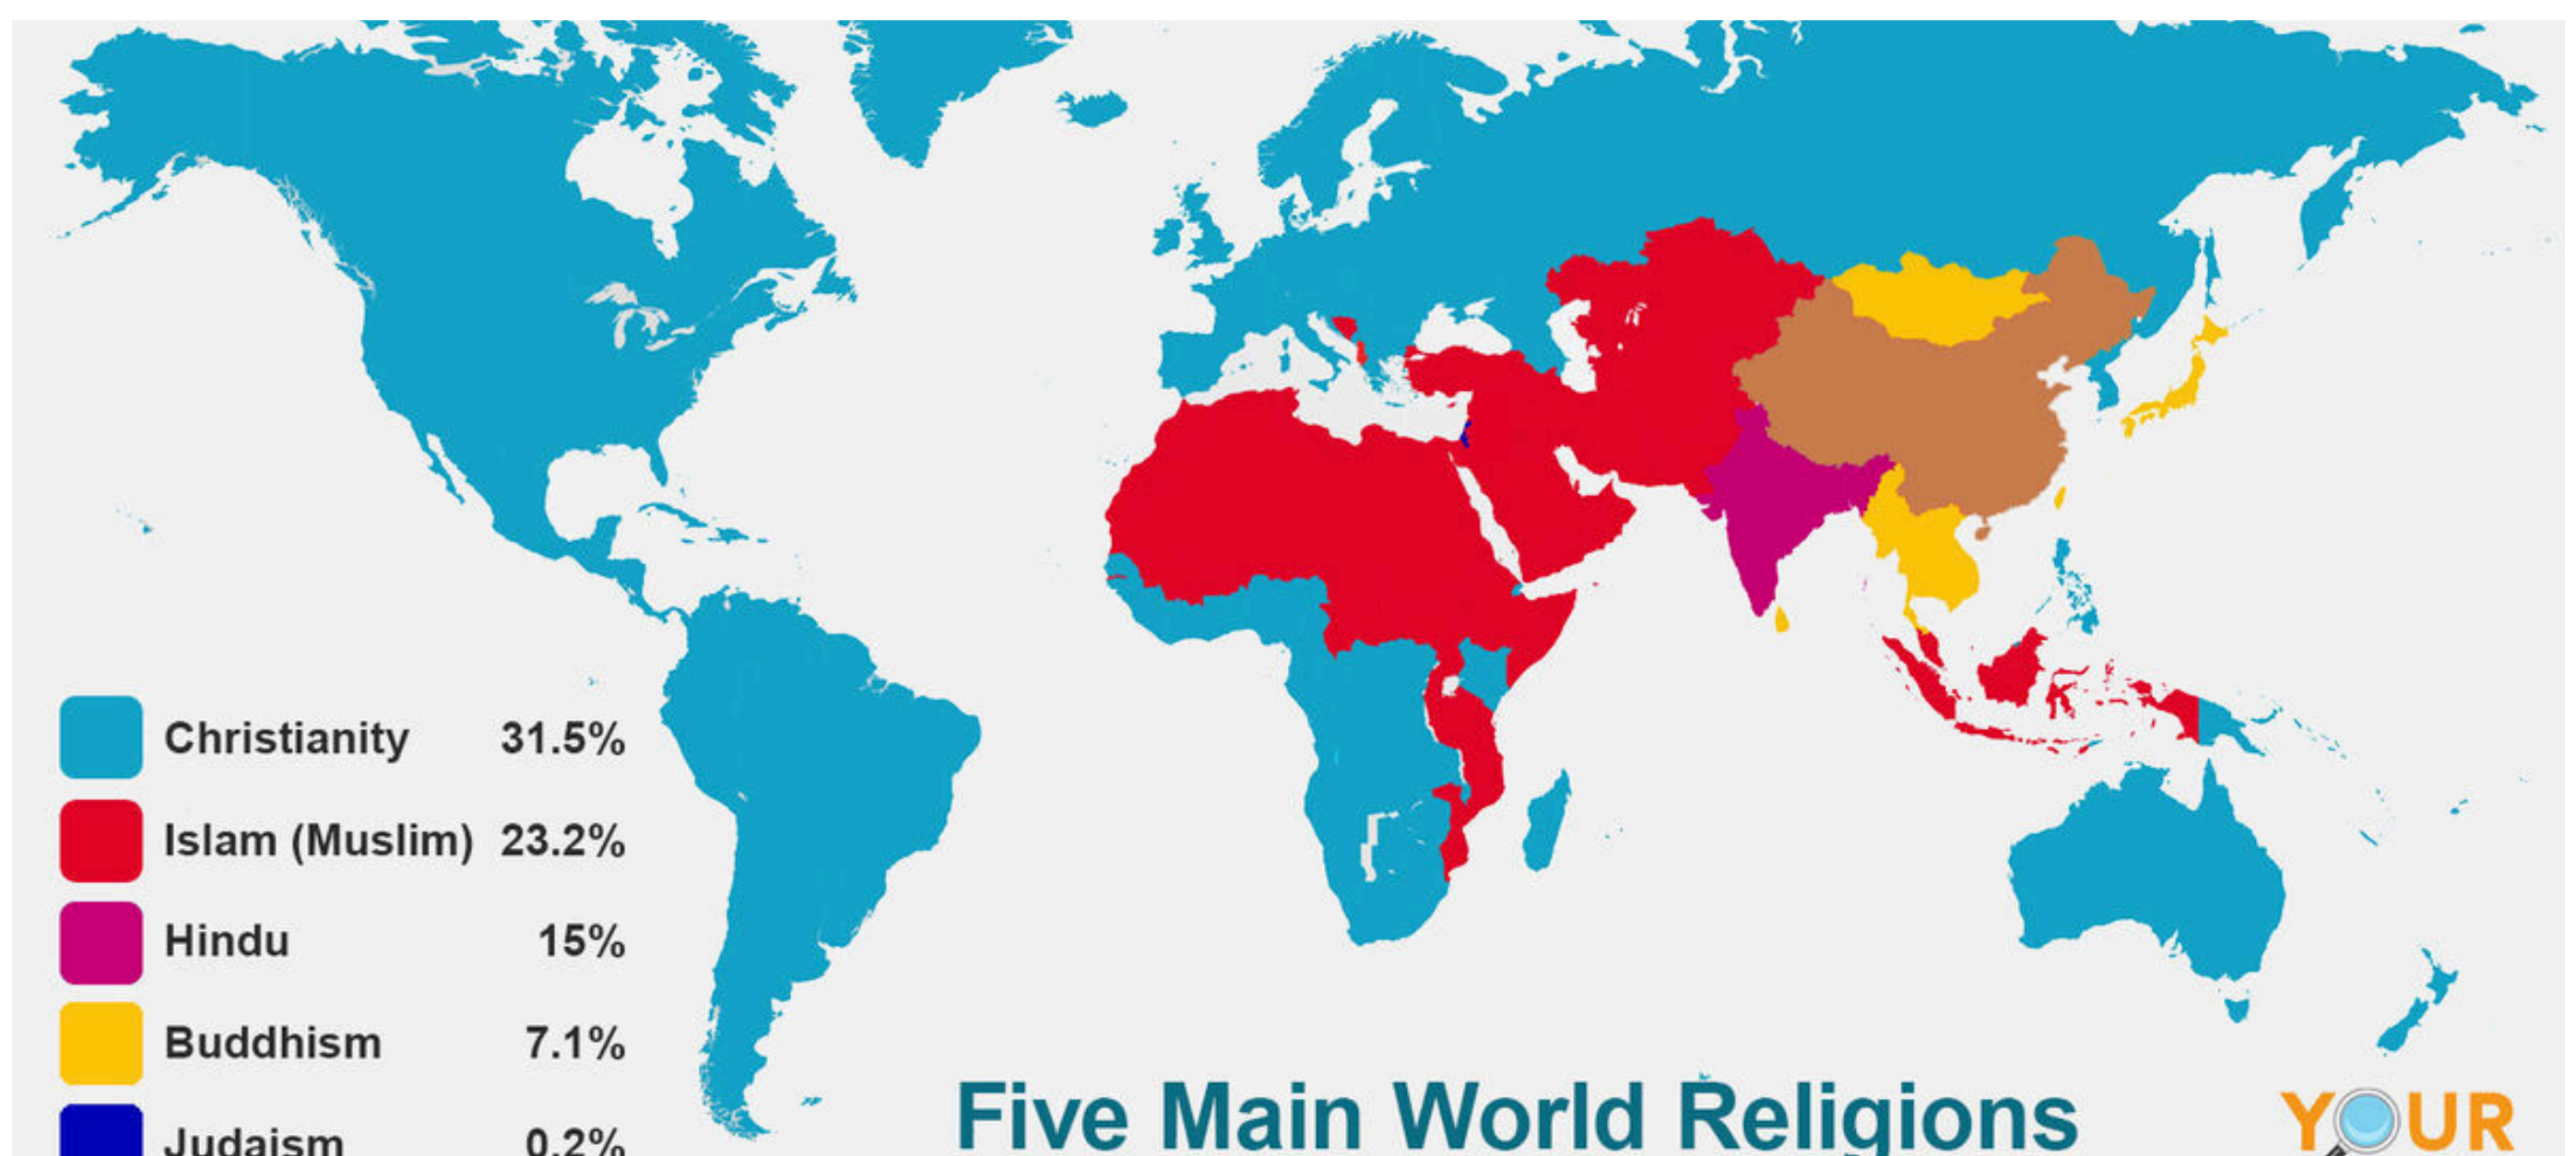 Christianity 31.5%
Islam (Muslim) 23.2%
Hindu 15%
Buddhism 7.1%
Judaism 0.2%
Five Main World Religions
YOUR